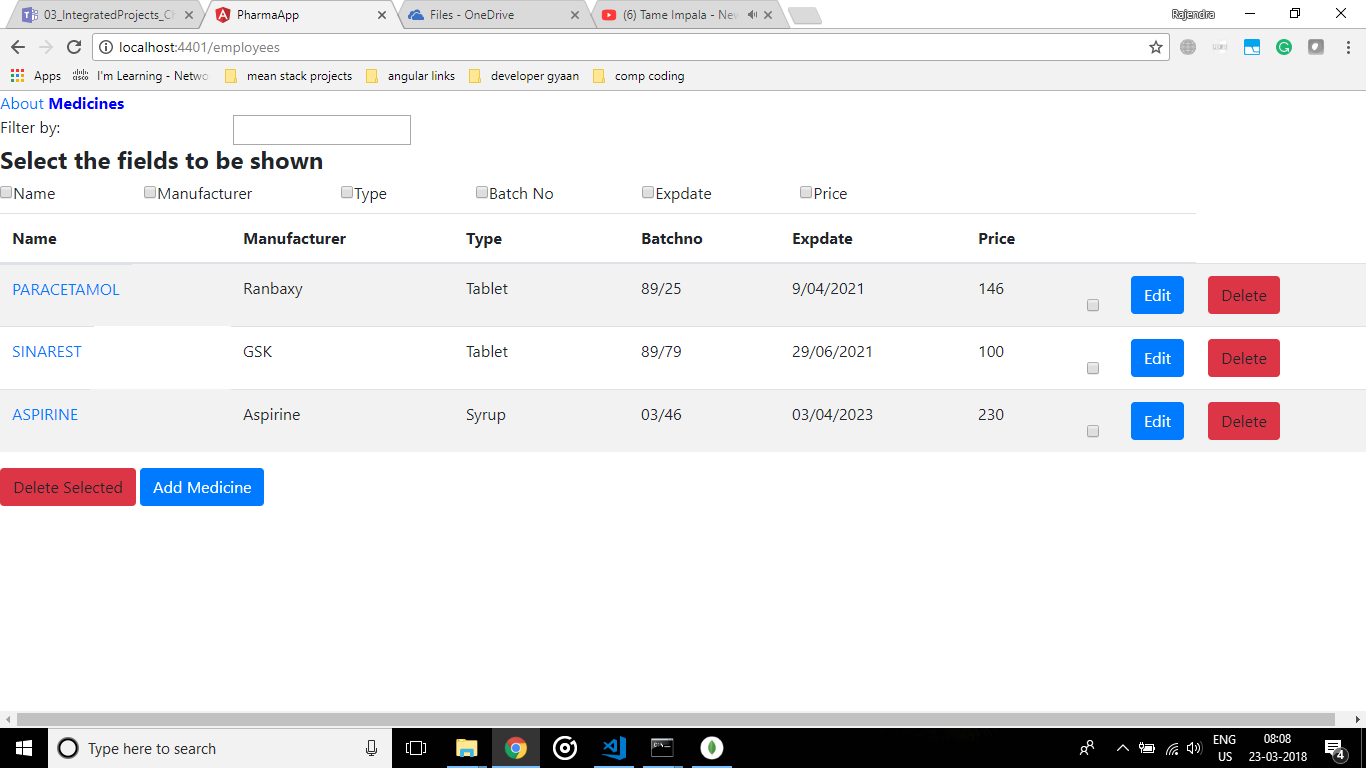 03_IntegratedProjects_Ch
PharmaApp
Files - OneDrive
(6) Tame Impala - New
Rajendra
localhost:4401/employees
Apps
I'm Learning - Netwo
mean stack projects
angular links
developer gyaan
comp coding
About Medicines
Filter by:
Select the fields to be shown
Name Manufacturer Type Batch No Expdate Price
Name Manufacturer Type Batchno Expdate Price
PARACETAMOL Ranbaxy Tablet 89/25 9/04/2021 146 Edit Delete
SINAREST GSK Tablet 89/79 29/06/2021 100 Edit Delete
ASPIRINE Aspirine Syrup 03/46 03/04/2023 230 Edit Delete
Delete Selected Add Medicine
Type here to search
ENG
US
08:08
23-03-2018
4